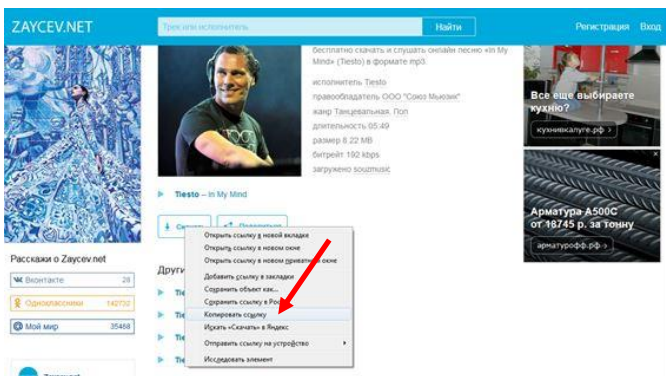 ZAYCEV.NET
Трек или исполнитель
Найти
Регистрация Вход
бесплатно скачать и слушать онлайн песню «In My
Mind» (Tiesto) в формате mp3.
исполнитель Tiesto
правообладатель ООО "Союз Мьюзик"
жанр Танцевальная, Поп
длительность 05:49
размер 8.22 MB
битрейт 192 kbps
загружено souzmusic
Все еще выбираете
кухню?
кухнивкалуге.рф >
Tiesto – In My Mind
Арматура А500С
от 18745 р. за тонну
арматурофф.рф >
Расскажи о Zaycev.net
Вконтакте 28
Одноклассники 142732
Мой мир 35468
Открыть ссылку в новой вкладке
Открыть ссылку в новом окне
Открыть ссылку в новом приватном окне
Добавить ссылку в закладки
Сохранить объект как...
Сохранить ссылку в
Копировать ссылку
Искать «Скачать» в Яндекс
Отправить ссылку на устройство
Исследовать элемент